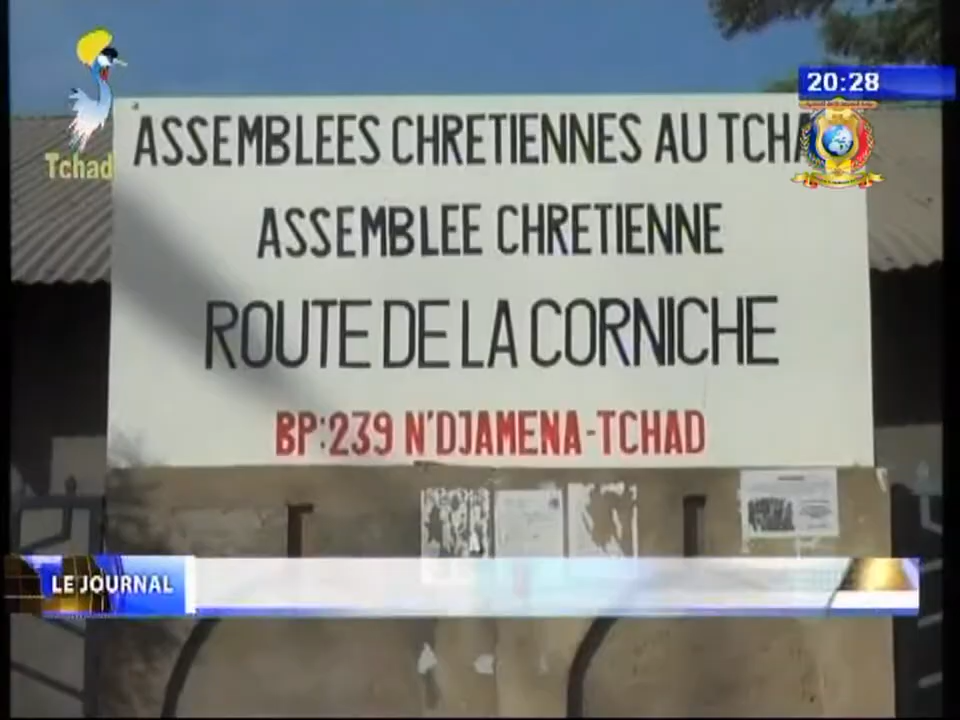 20:28
Tchad
ASSEMBLEES CHRETIENNES AU TCHA
ASSEMBLEE CHRETIENNE
ROUTE DE LA CORNICHE
BP:239 N'DJAMENA-TCHAD
LE JOURNAL